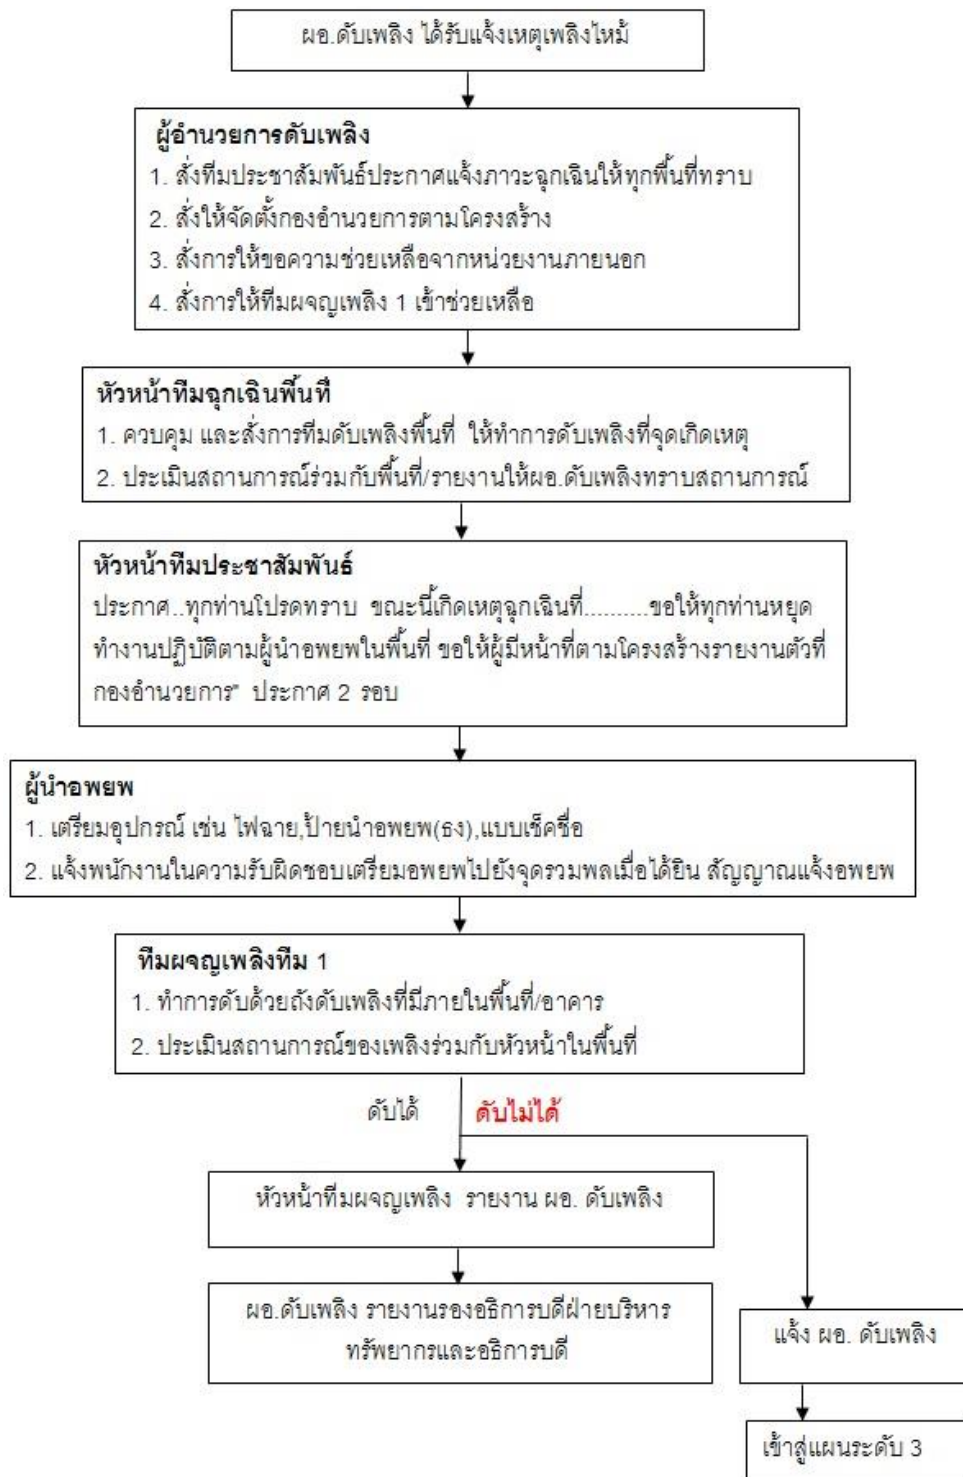 ผอ.ดับเพลิง ได้รับแจ้งเหตุเพลิงไหม้
ผู้อำนวยการดับเพลิง
1. สั่งทีมประชาสัมพันธ์ประกาศแจ้งภาวะฉุกเฉินให้ทุกพื้นที่ทราบ
2. สั่งให้จัดตั้งกองอำนวยการตามโครงสร้าง
3. สั่งการให้ขอความช่วยเหลือจากหน่วยงานภายนอก
4. สั่งการให้ทีมผจญเพลิง 1 เข้าช่วยเหลือ
หัวหน้าทีมฉุกเฉินพื้นที่
1. ควบคุม และสั่งการทีมดับเพลิงพื้นที่ ให้ทำการดับเพลิงที่จุดเกิดเหตุ
2. ประเมินสถานการณ์ร่วมกับพื้นที่/รายงานให้ผอ.ดับเพลิงทราบสถานการณ์
หัวหน้าทีมประชาสัมพันธ์
ประกาศ..ทุกท่านโปรดทราบ ขณะนี้เกิดเหตุฉุกเฉินที่..........ขอให้ทุกท่านหยุด
ทำงานปฏิบัติตามผู้นำอพยพในพื้นที่ ขอให้ผู้มีหน้าที่ตามโครงสร้างรายงานตัวที่
กองอำนวยการ" ประกาศ 2 รอบ
ผู้นำอพยพ
1. เตรียมอุปกรณ์ เช่น ไฟฉาย,ป้ายนำอพยพ(ธง),แบบเช็คชื่อ
2. แจ้งพนักงานในความรับผิดชอบเตรียมอพยพไปยังจุดรวมพลเมื่อได้ยิน สัญญาณแจ้งอพยพ
ทีมผจญเพลิงทีม 1
1. ทำการดับด้วยถังดับเพลิงที่มีภายในพื้นที่/อาคาร
2. ประเมินสถานการณ์ของเพลิงร่วมกับหัวหน้าในพื้นที่
ดับได้ ดับไม่ได้
หัวหน้าทีมผจญเพลิง รายงาน ผอ. ดับเพลิง
ผอ.ดับเพลิง รายงานรองอธิการบดีฝ่ายบริหาร
ทรัพยากรและอธิการบดี
แจ้ง ผอ. ดับเพลิง
เข้าสู่แผนระดับ 3